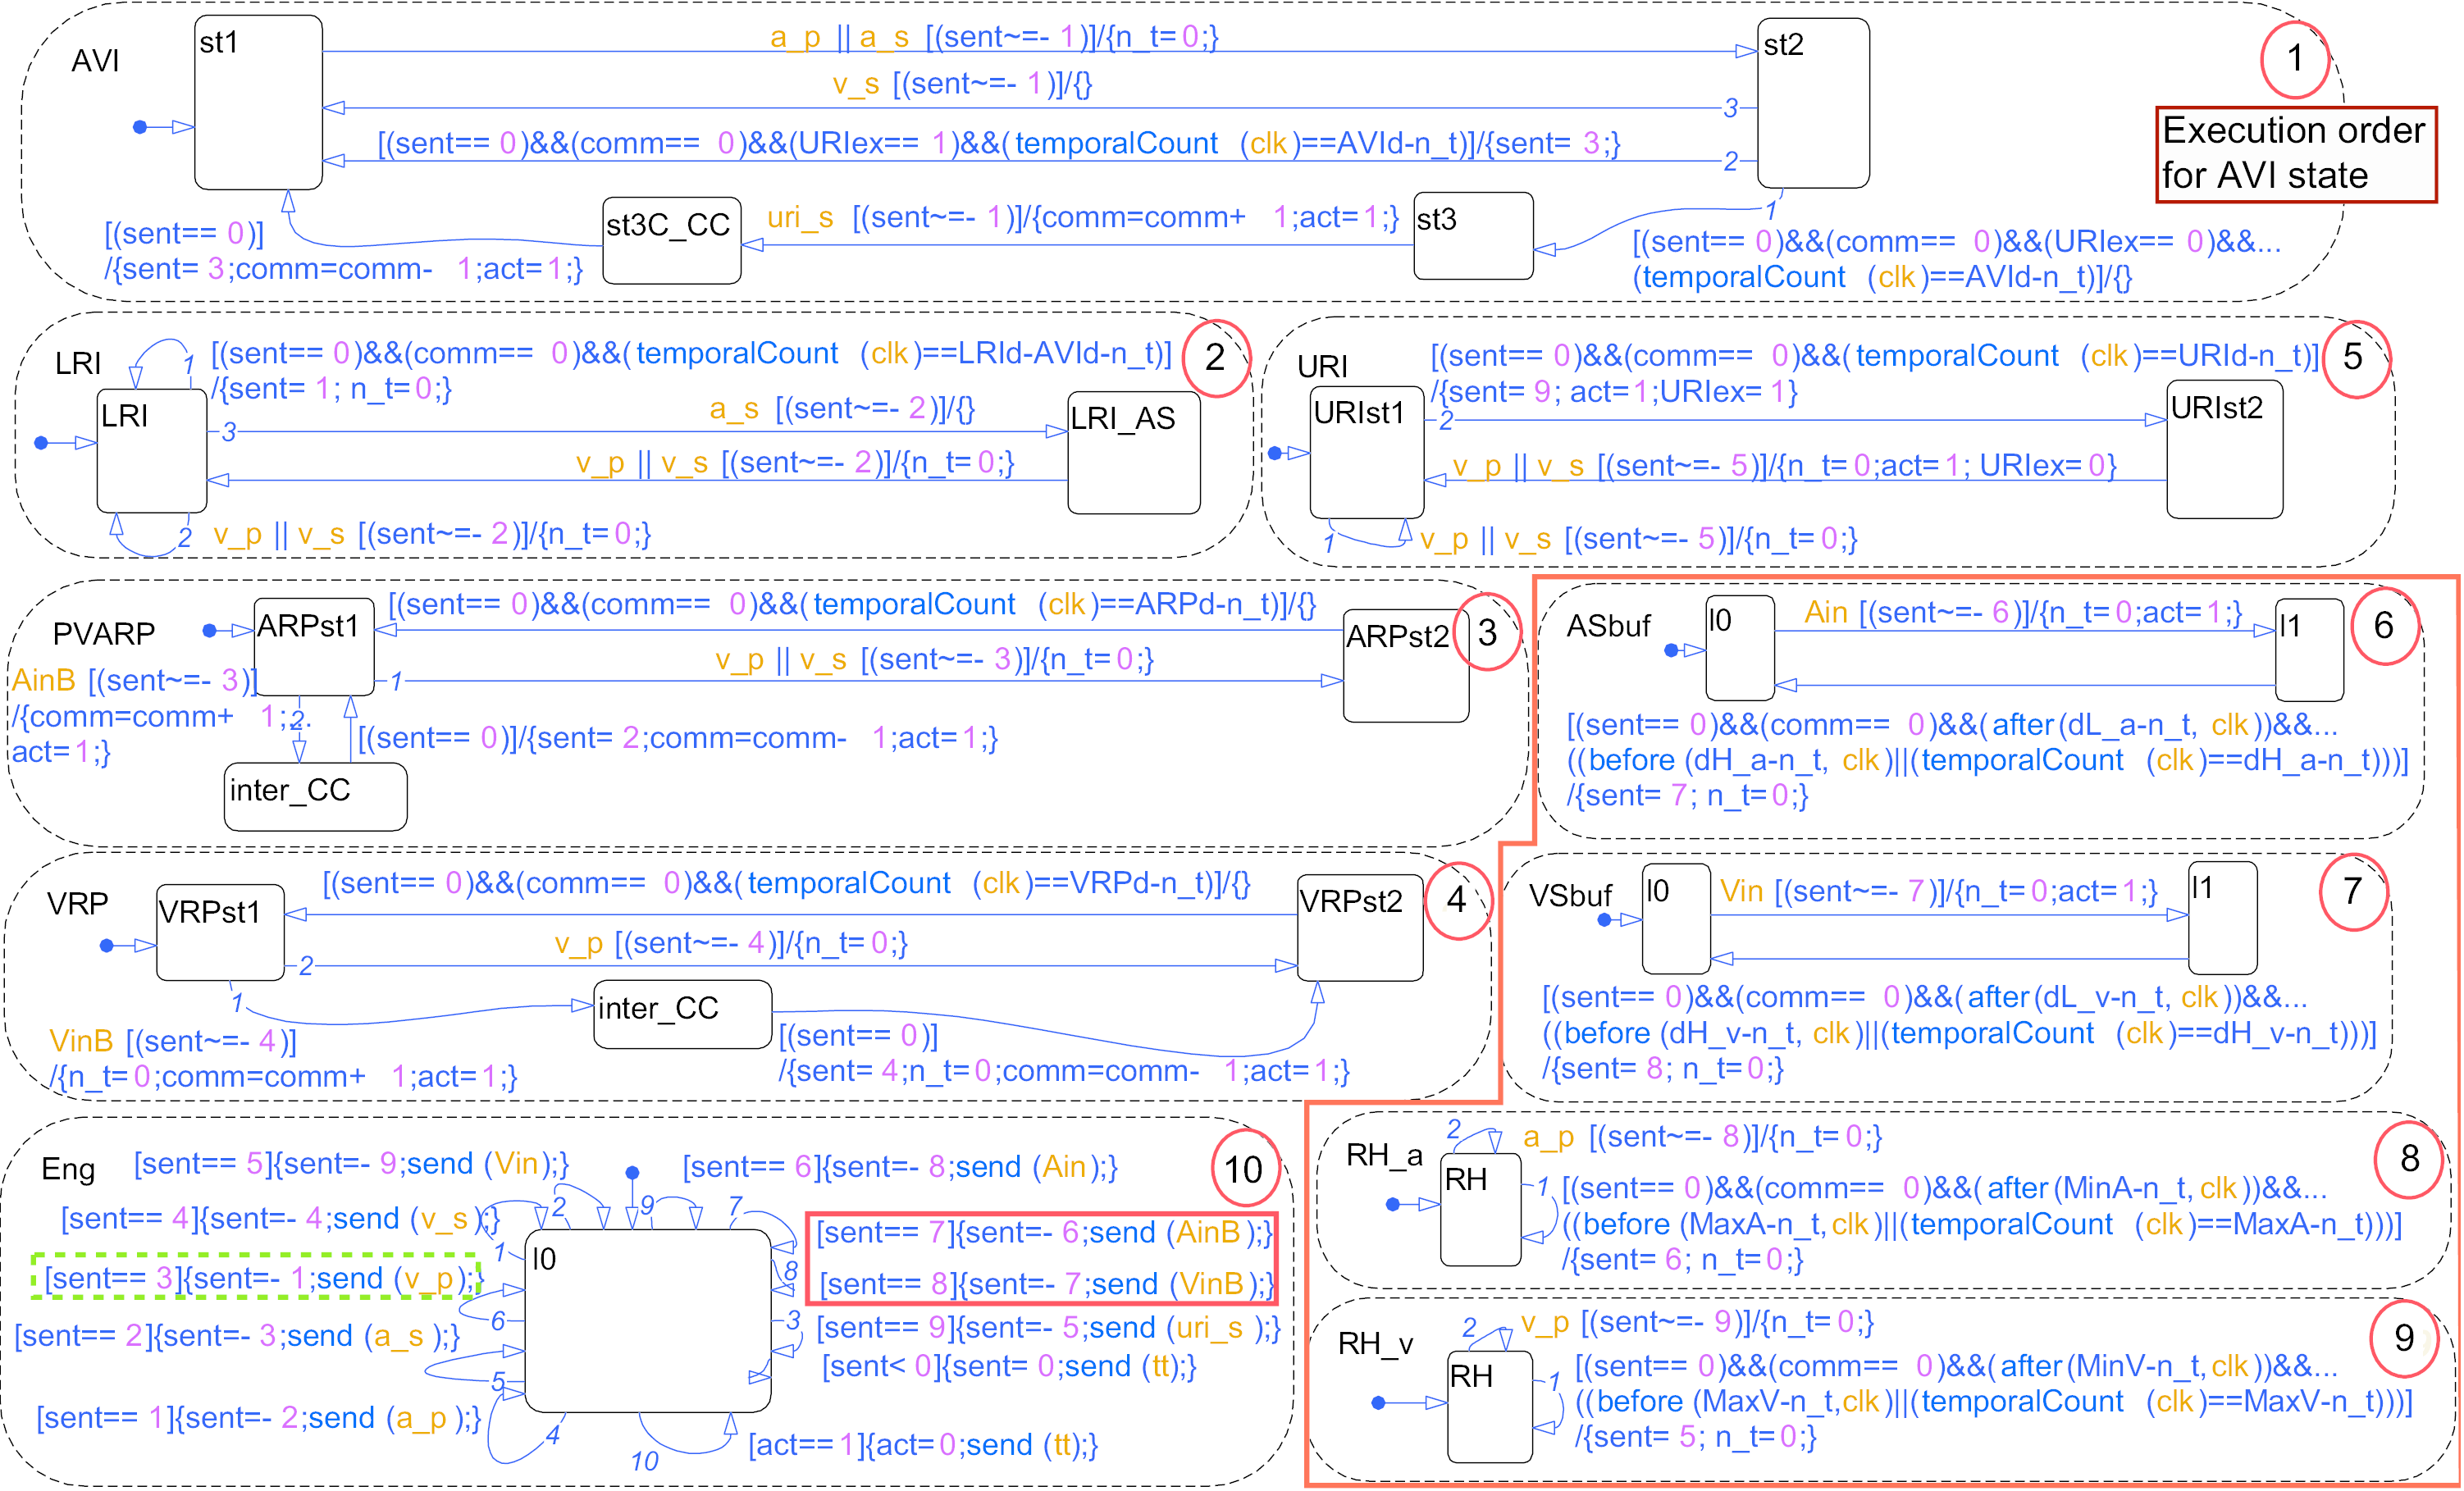 AVI
st1
a_p || a_s [(sent~=- 1)]/{n_t= 0;}
st2
1
v_s [(sent~=- 1)]/{}
3
Execution order
for AVI state
[(sent== 0)&&(comm== 0)&&(URIex== 1)&&(temporalCount (clk)==AVId-n_t)]/{sent= 3;}
2
st3C_CC
uri_s [(sent~=- 1)]/{comm=comm+ 1;act=1;}
st3
1
[(sent== 0)]
/{sent= 3;comm=comm- 1;act=1;}
[(sent== 0)&&(comm== 0)&&(URIex== 0)&&...
(temporalCount (clk)==AVId-n_t)]/{}
LRI
1
[(sent== 0)&&(comm== 0)&&(temporalCount (clk)==LRId-AVId-n_t)]
/{sent= 1; n_t=0;}
2
LRI
3
a_s [(sent~=- 2)]/{}
LRI_AS
v_p || v_s [(sent~=- 2)]/{n_t= 0;}
2
v_p || v_s [(sent~=- 2)]/{n_t=0;}
URI
[(sent== 0)&&(comm== 0)&&(temporalCount (clk)==URId-n_t)]
/{sent= 9; act=1;URIex= 1}
5
URIst1
2
URIst2
v_p || v_s [(sent~=- 5)]/{n_t= 0;act=1; URIex= 0}
1
v_p || v_s [(sent~=- 5)]/{n_t=0;}
PVARP
ARPst1
[(sent== 0)&&(comm== 0)&&(temporalCount (clk)==ARPd-n_t)]/{}
ARPst2
3
v_p || v_s [(sent~=- 3)]/{n_t= 0;}
1
AinB [(sent~=- 3)]
/{comm=comm+ 1;..
act=1;}
2
[(sent== 0)]/{sent= 2;comm=comm- 1;act=1;}
inter_CC
ASbuf
l0
Ain [(sent~=- 6)]/{n_t= 0;act=1;}
l1
6
[(sent== 0)&&(comm== 0)&&(after(dL_a-n_t, clk))&&...
((before (dH_a-n_t, clk)||(temporalCount (clk)==dH_a-n_t)))]
/{sent= 7; n_t=0;}
VRP
VRPst1
[(sent== 0)&&(comm== 0)&&(temporalCount (clk)==VRPd-n_t)]/{}
VRPst2
4
v_p [(sent~=- 4)]/{n_t= 0;}
2
1
inter_CC
VinB [(sent~=- 4)]
/{n_t=0;comm=comm+ 1;act=1;}
[(sent== 0)]
/{sent= 4;n_t=0;comm=comm- 1;act=1;}
VSbuf
l0
Vin [(sent~=- 7)]/{n_t= 0;act=1;}
l1
7
[(sent== 0)&&(comm== 0)&&(after(dL_v-n_t, clk))&&...
((before (dH_v-n_t, clk)||(temporalCount (clk)==dH_v-n_t)))]
/{sent= 8; n_t=0;}
Eng
[sent== 5]{sent=- 9;send (Vin);}
[sent== 6]{sent=- 8;send (Ain);}
10
2
9
7
[sent== 4]{sent=- 4;send (v_s);}
1
l0
[sent== 7]{sent=- 6;send (AinB);}
[sent== 3]{sent=- 1;send (v_p);}
8
[sent== 8]{sent=- 7;send (VinB);}
6
3
[sent== 2]{sent=- 3;send (a_s);}
[sent== 9]{sent=- 5;send (uri_s);}
[sent< 0]{sent= 0;send (tt);}
5
[sent== 1]{sent=- 2;send (a_p);}
4
10
[act==1]{act=0;send (tt);}
RH_a
2
a_p [(sent~=- 8)]/{n_t= 0;}
8
RH
1
[(sent== 0)&&(comm== 0)&&(after(MinA-n_t,clk))&&...
((before (MaxA-n_t,clk)||(temporalCount (clk)==MaxA-n_t)))]
/{sent= 6; n_t=0;}
RH_v
2
v_p [(sent~=- 9)]/{n_t=0;}
9
RH
1
[(sent== 0)&&(comm== 0)&&(after(MinV-n_t,clk))&&...
((before (MaxV-n_t,clk)||(temporalCount (clk)==MaxV-n_t)))]
/{sent= 5; n_t=0;}